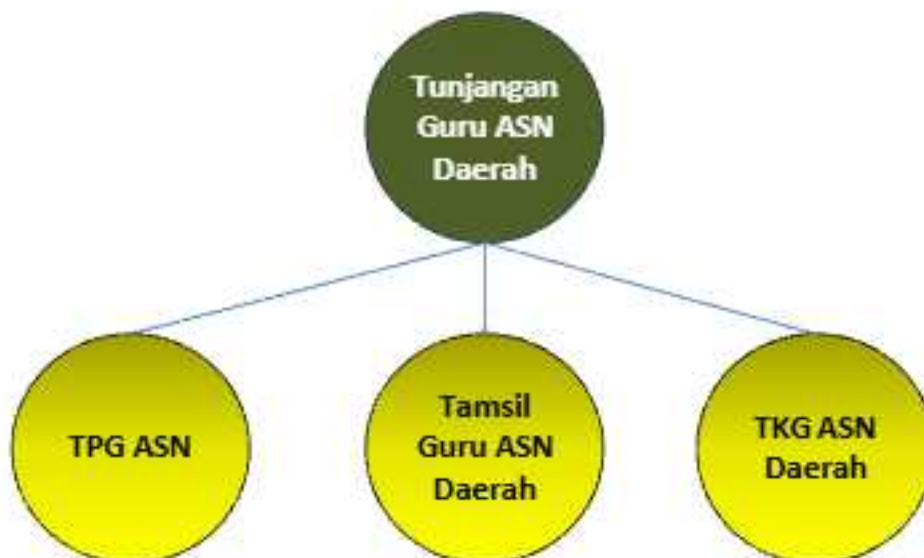 Tunjangan
Guru ASN
Daerah
TPG ASN
Tamsil
Guru ASN
Daerah
TKG ASN
Daerah